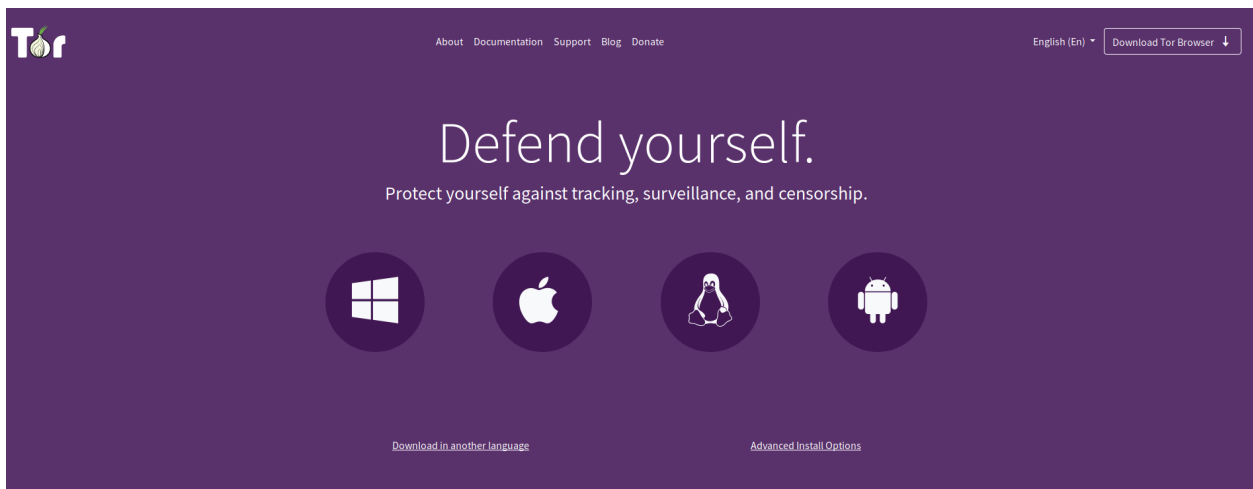 Tor
About Documentation Support Blog Donate
English (En)
Download Tor Browser
Defend yourself.
Protect yourself against tracking, surveillance, and censorship.
Download in another language
Advanced Install Options